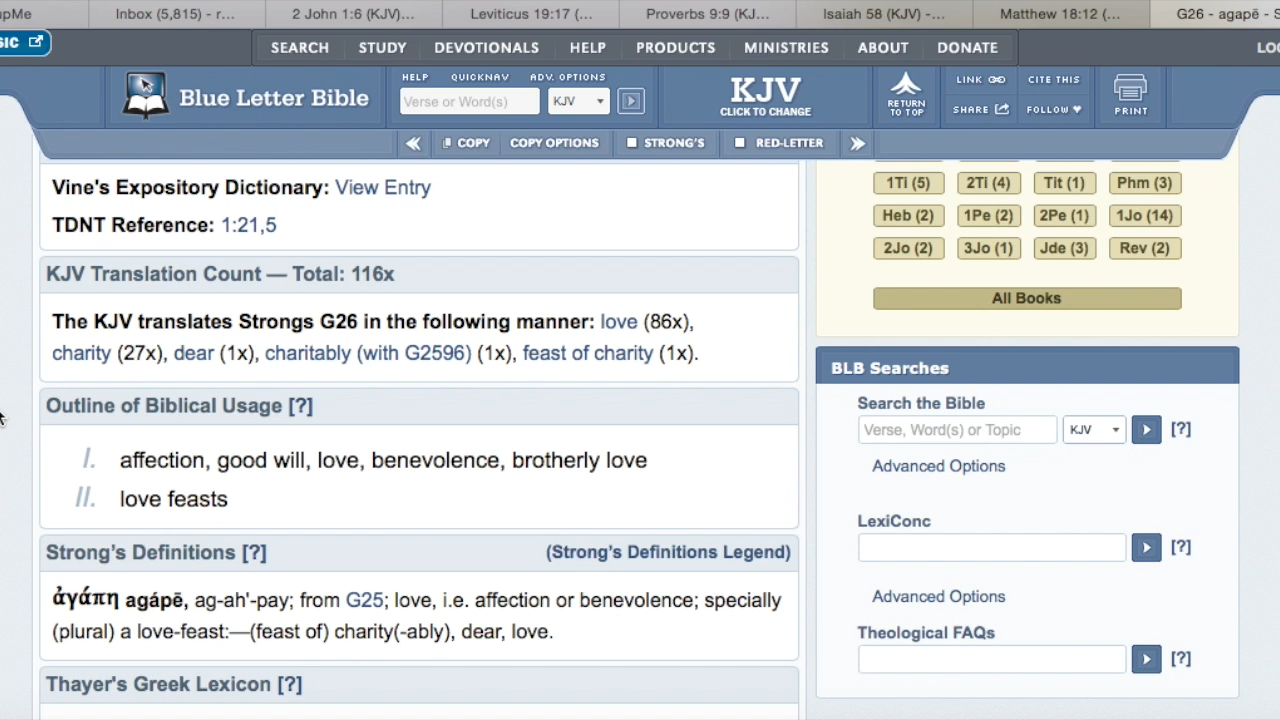 upMe
Inbox (5,815) - r...
2 John 1:6 (KJV)...
Leviticus 19:17 (...
Proverbs 9:9 (KJ...
Isaiah 58 (KJV) -...
Matthew 18:12 (...
G26 - agapē - S
SIC
SEARCH STUDY DEVOTIONALS HELP PRODUCTS MINISTRIES ABOUT DONATE LO
Blue Letter Bible
HELP QUICKNAV ADV. OPTIONS
Verse or Word(s) KJV
KJV
CLICK TO CHANGE
RETURN
TO TOP
LINK CITE THIS
SHARE FOLLOW
PRINT
COPY COPY OPTIONS STRONG'S RED-LETTER
Vine's Expository Dictionary: View Entry
TDNT Reference: 1:21,5
KJV Translation Count — Total: 116x
The KJV translates Strongs G26 in the following manner: love (86x),
charity (27x), dear (1x), charitably (with G2596) (1x), feast of charity (1x).
Outline of Biblical Usage [?]
I. affection, good will, love, benevolence, brotherly love
II. love feasts
Strong's Definitions [?] (Strong's Definitions Legend)
ἀγάπη agápē, ag-ah'-pay; from G25; love, i.e. affection or benevolence; specially
(plural) a love-feast:—(feast of) charity(-ably), dear, love.
Thayer's Greek Lexicon [?]
1Ti (5) 2Ti (4) Tit (1) Phm (3)
Heb (2) 1Pe (2) 2Pe (1) 1Jo (14)
2Jo (2) 3Jo (1) Jde (3) Rev (2)
All Books
BLB Searches
Search the Bible
Verse, Word(s) or Topic KJV [?]
Advanced Options
LexiConc
[?]
Advanced Options
Theological FAQs
[?]